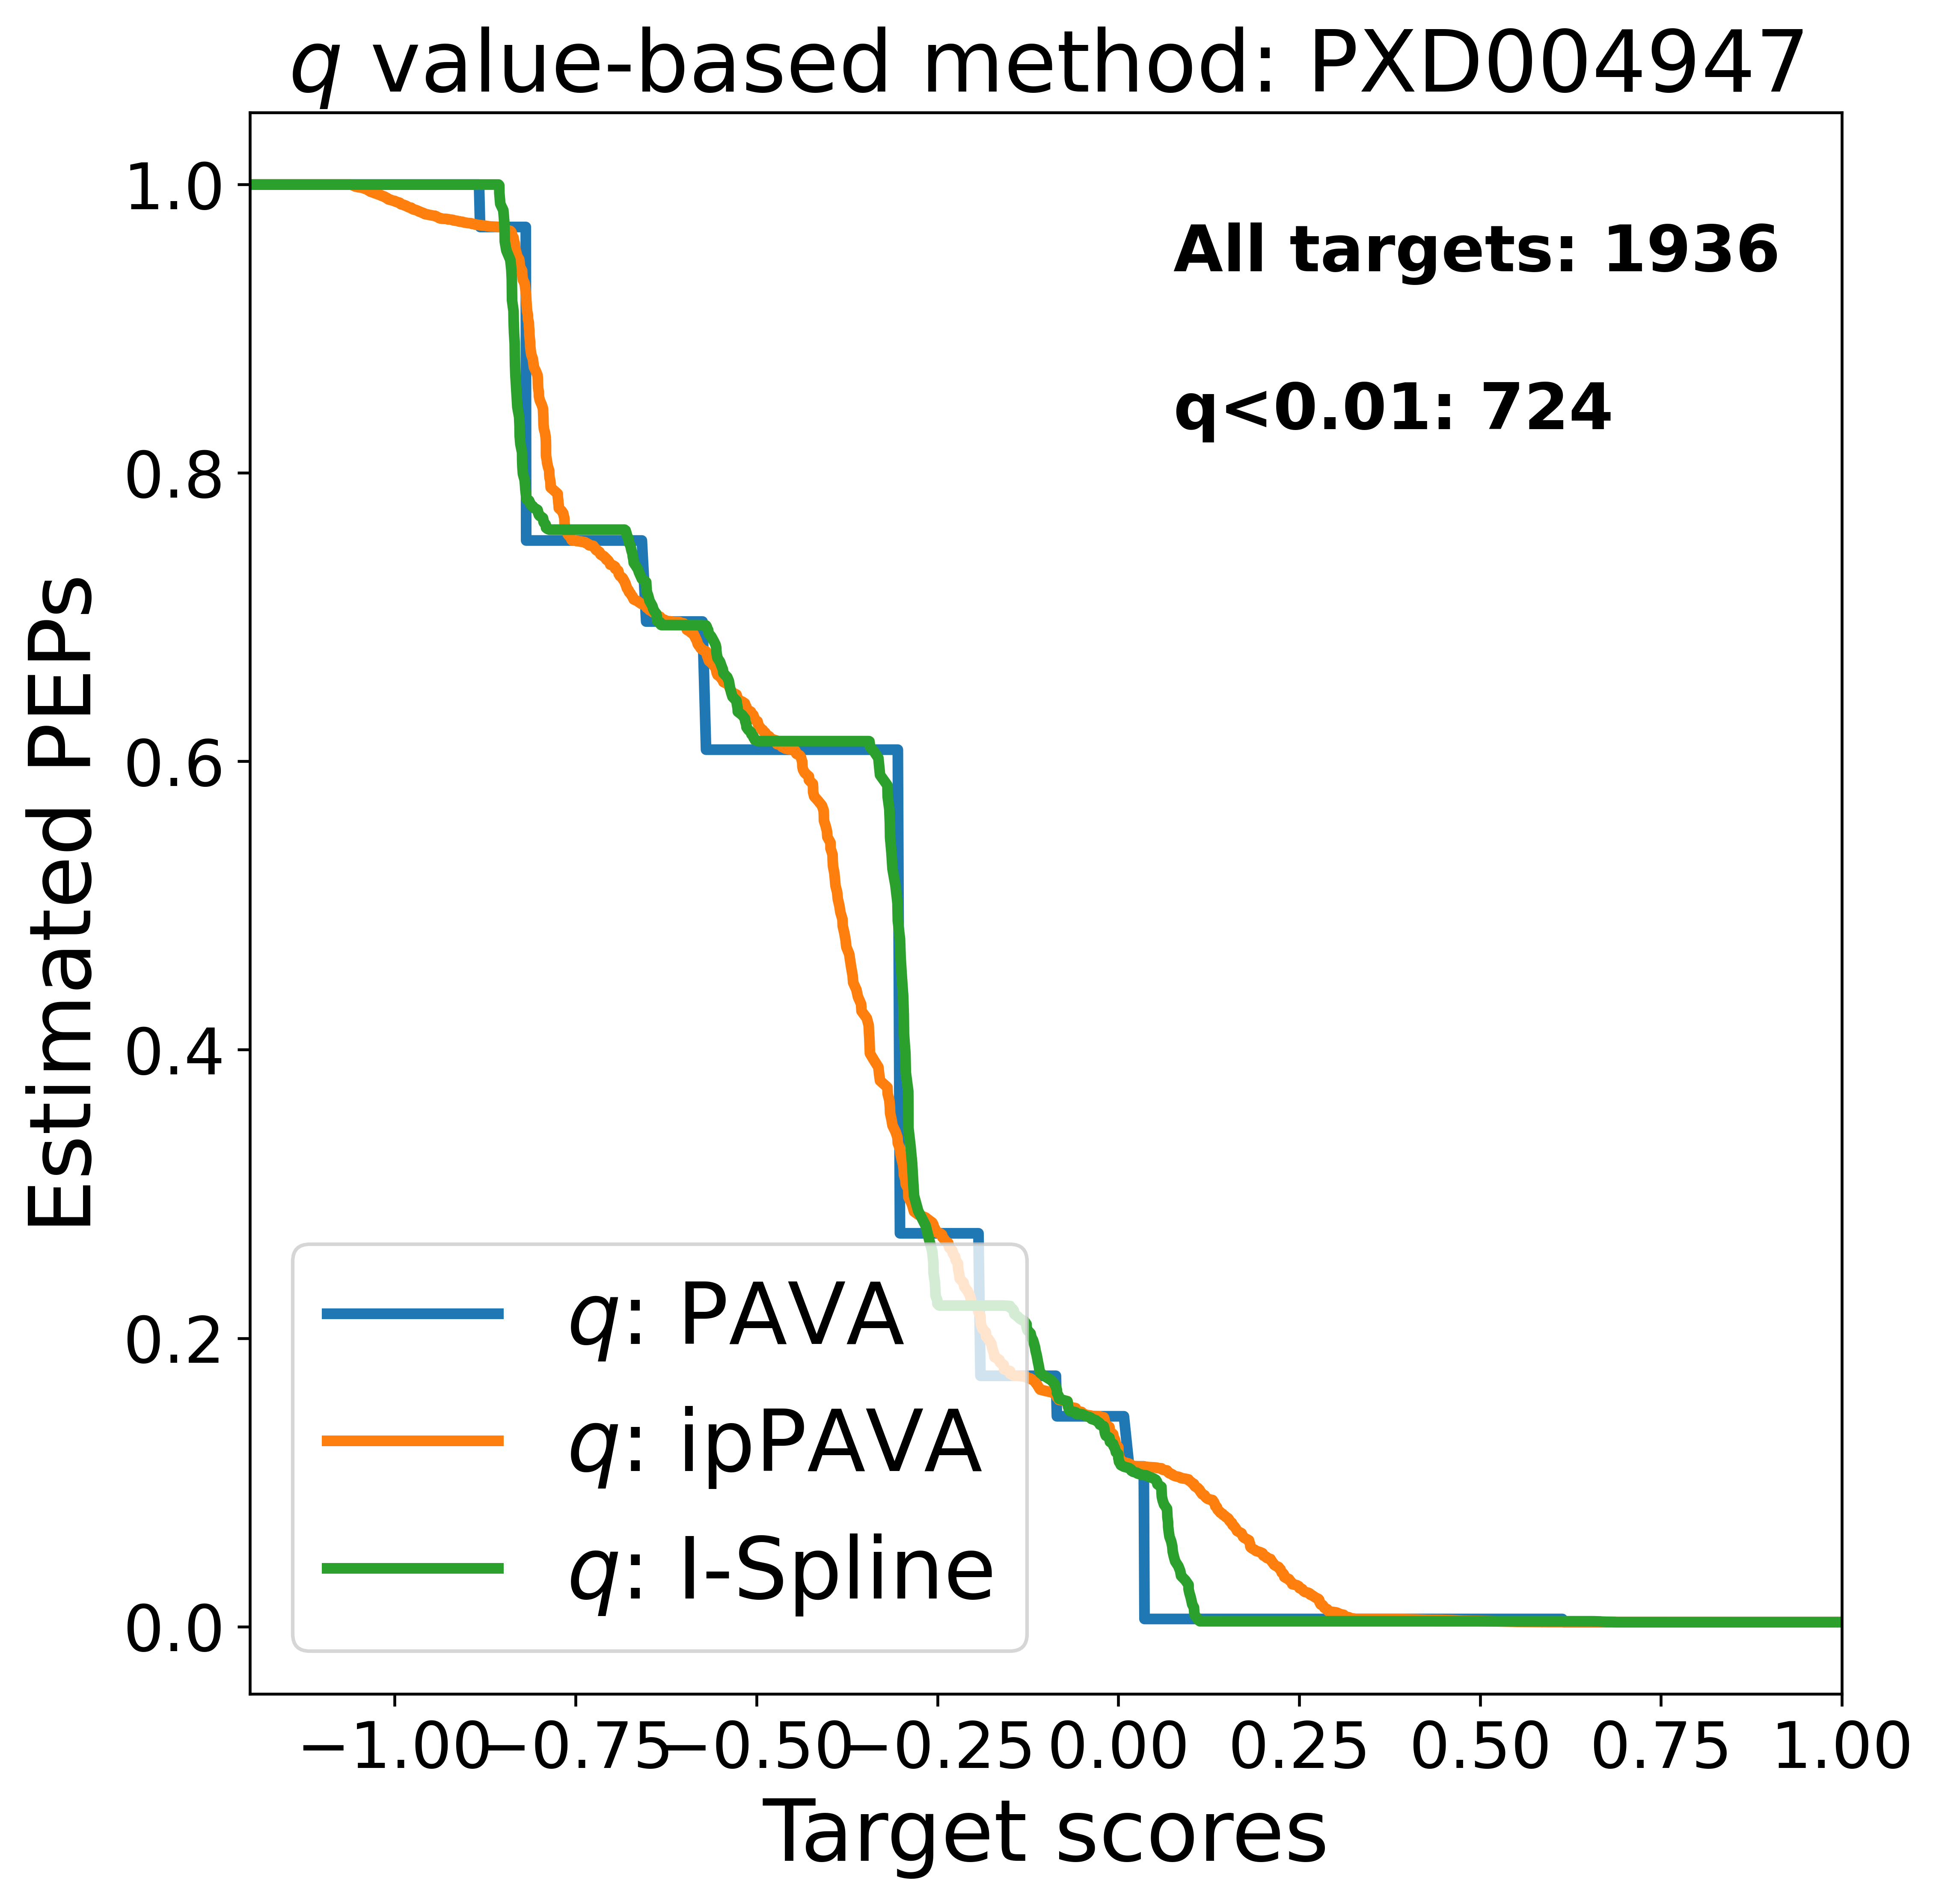 q value-based method: PXD004947
All targets: 1936
q<0.01: 724
Estimated PEPs
1.0
0.8
0.6
0.4
0.2
0.0
q: PAVA
q: ipPAVA
q: I-Spline
−1.00 −0.75 −0.50 −0.25 0.00 0.25 0.50 0.75 1.00
Target scores